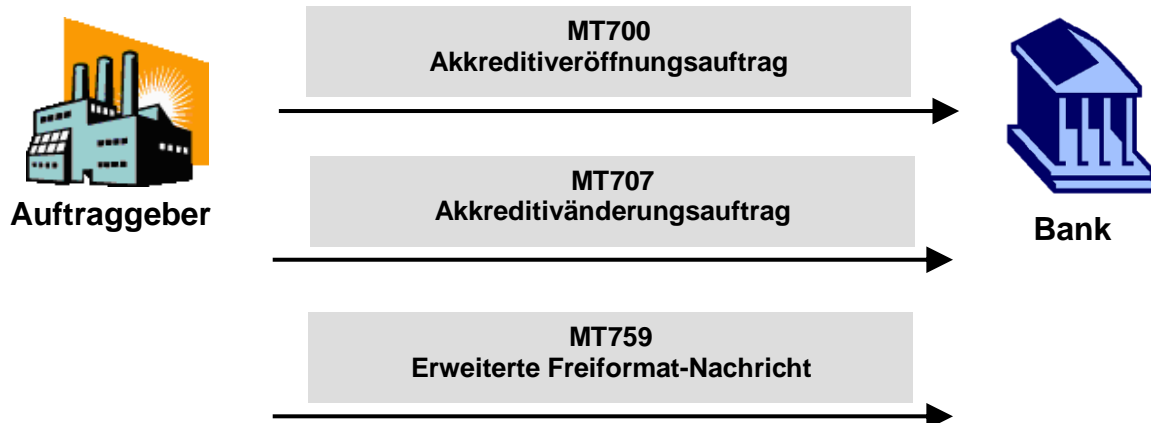 MT700
Akkreditiveröffnungsauftrag
MT707
Akkreditivänderungsauftrag
Auftraggeber
Bank
MT759
Erweiterte Freiformat-Nachricht